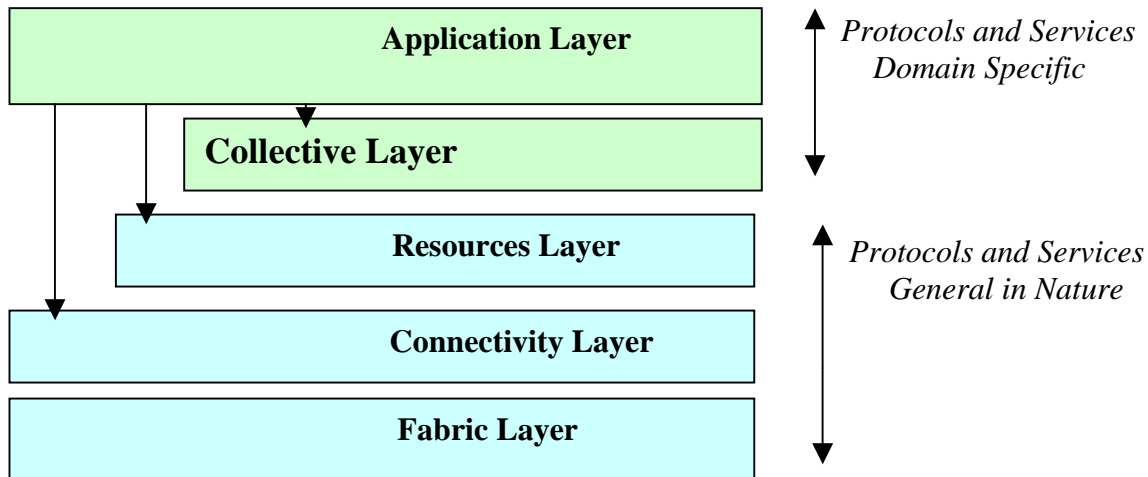 Application Layer
Protocols and Services
Domain Specific
Collective Layer
Resources Layer
Protocols and Services
General in Nature
Connectivity Layer
Fabric Layer